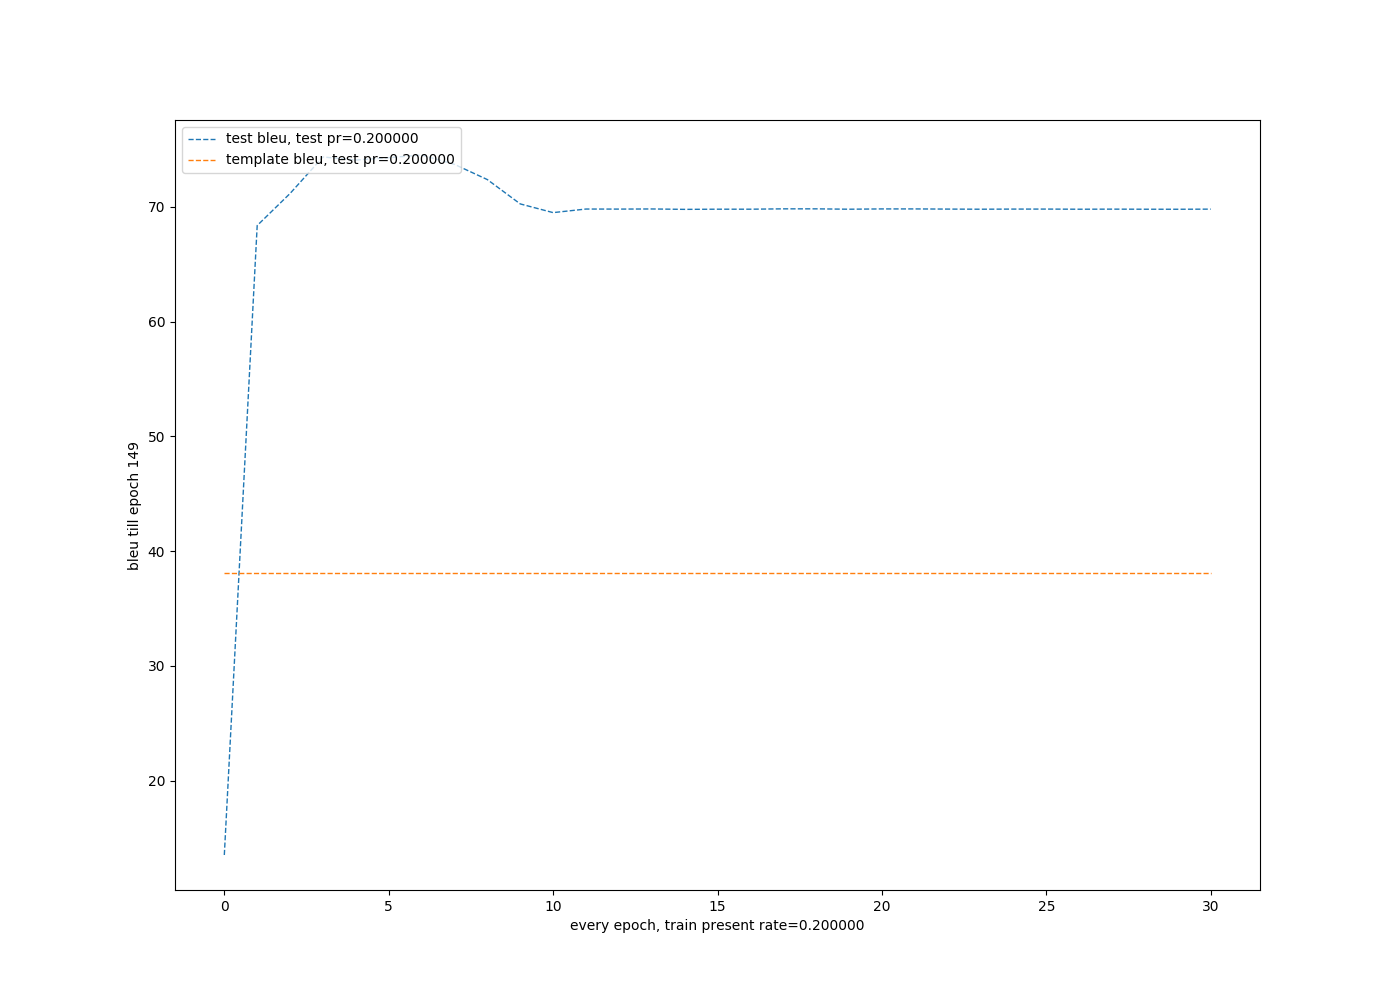 test bleu, test pr=0.200000
template bleu, test pr=0.200000
70
60
50
40
30
20
bleu till epoch 149
0 5 10 15 20 25 30
every epoch, train present rate=0.200000